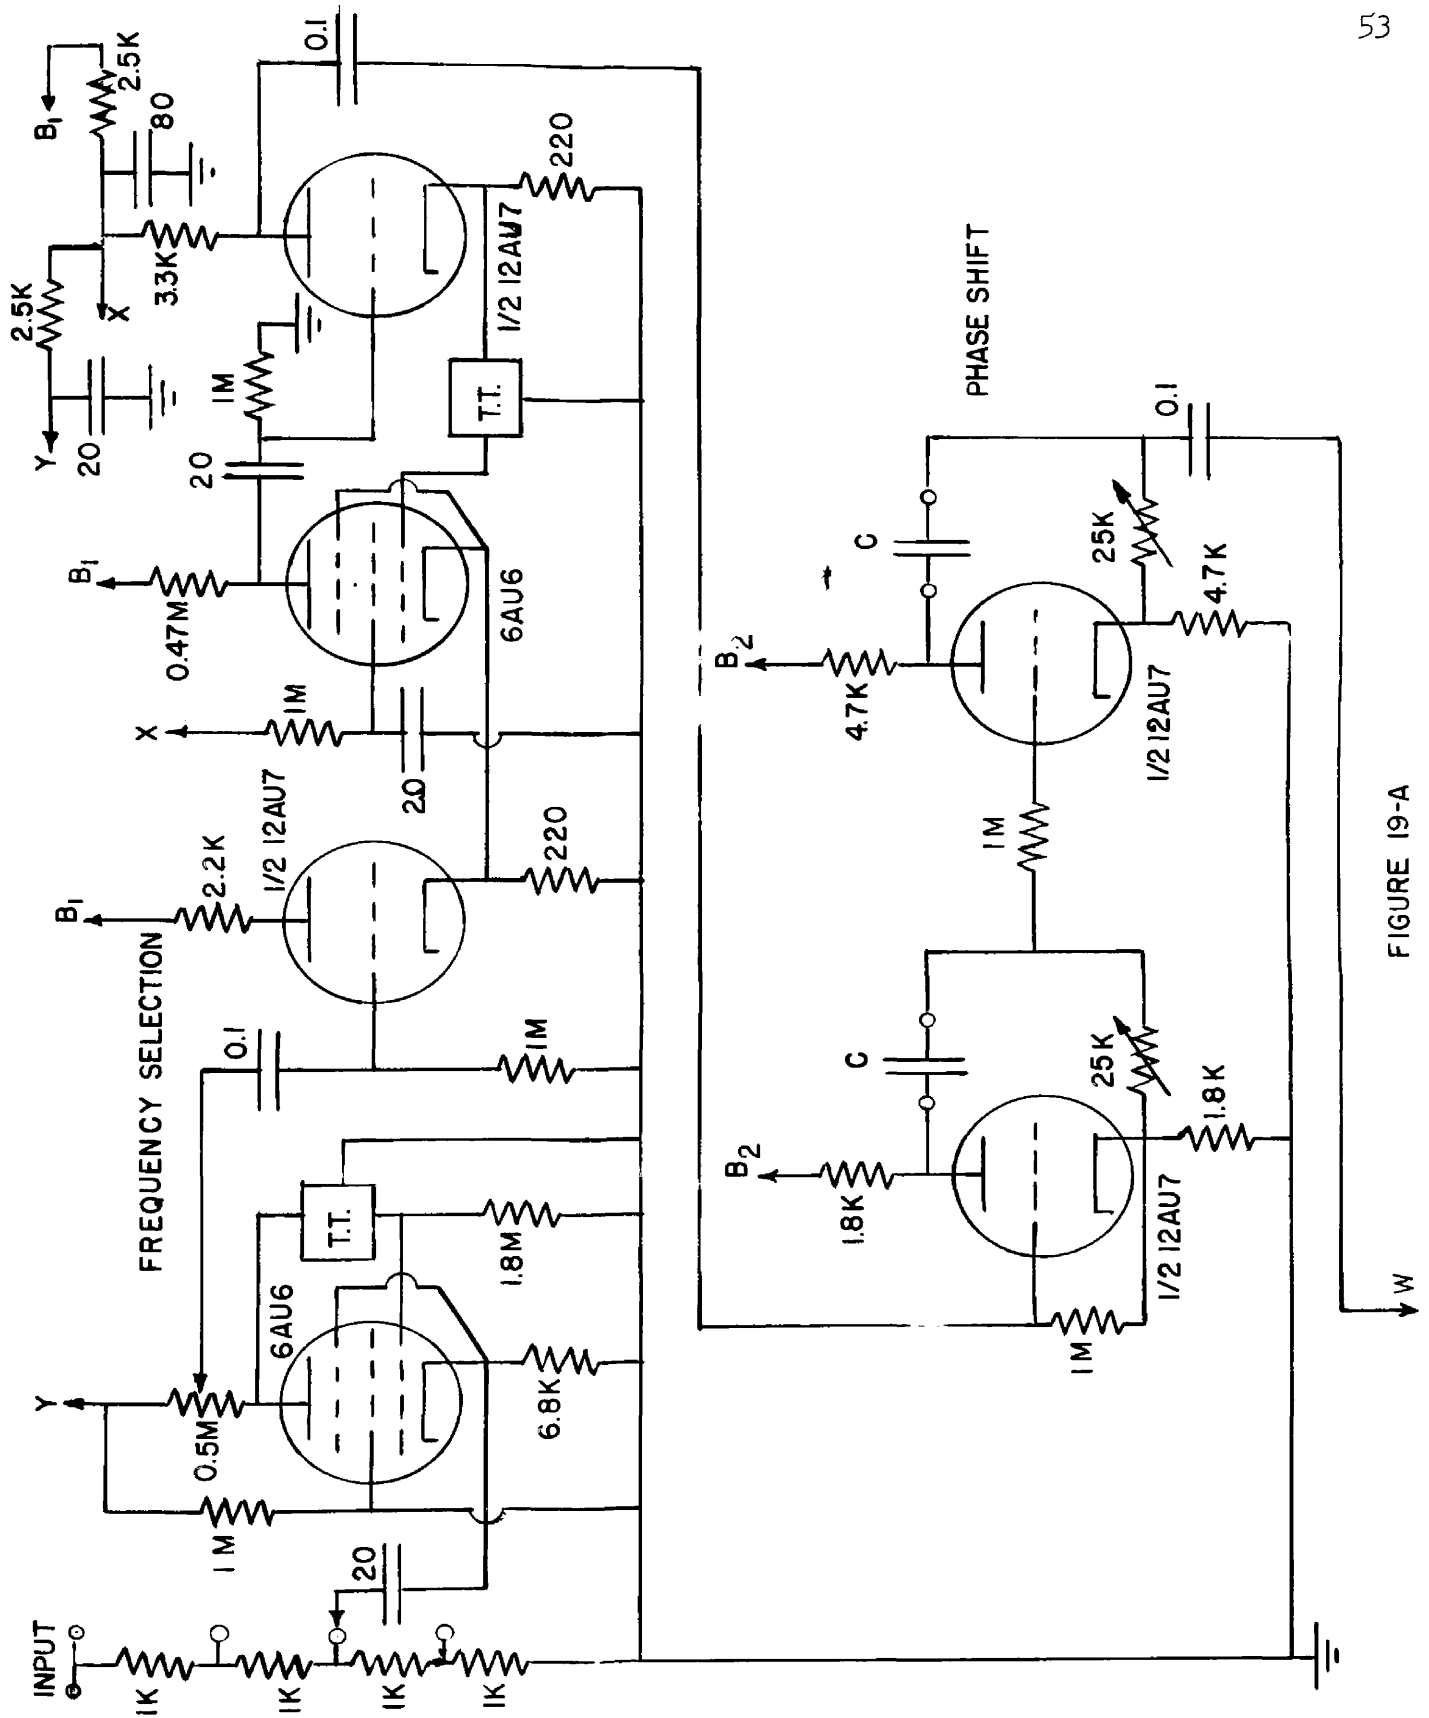 53
INPUT
1K
1K
1K
1K
20
1M
Y
0.5M
6AU6
T.T.
6.8K
1.8M
FREQUENCY SELECTION
0.1
1M
B1
2.2K
1/2 12AU7
220
X
1M
20
B1
0.47M
6AU6
20
1M
T.T.
Y
20
2.5K
X
3.3K
B1
2.5K
80
1/2 12AU7
220
0.1
B2
1.8K
C
1M
1/2 12AU7
25K
1.8K
1M
B2
4.7K
C
1/2 12AU7
25K
4.7K
0.1
PHASE SHIFT
W
FIGURE 19-A